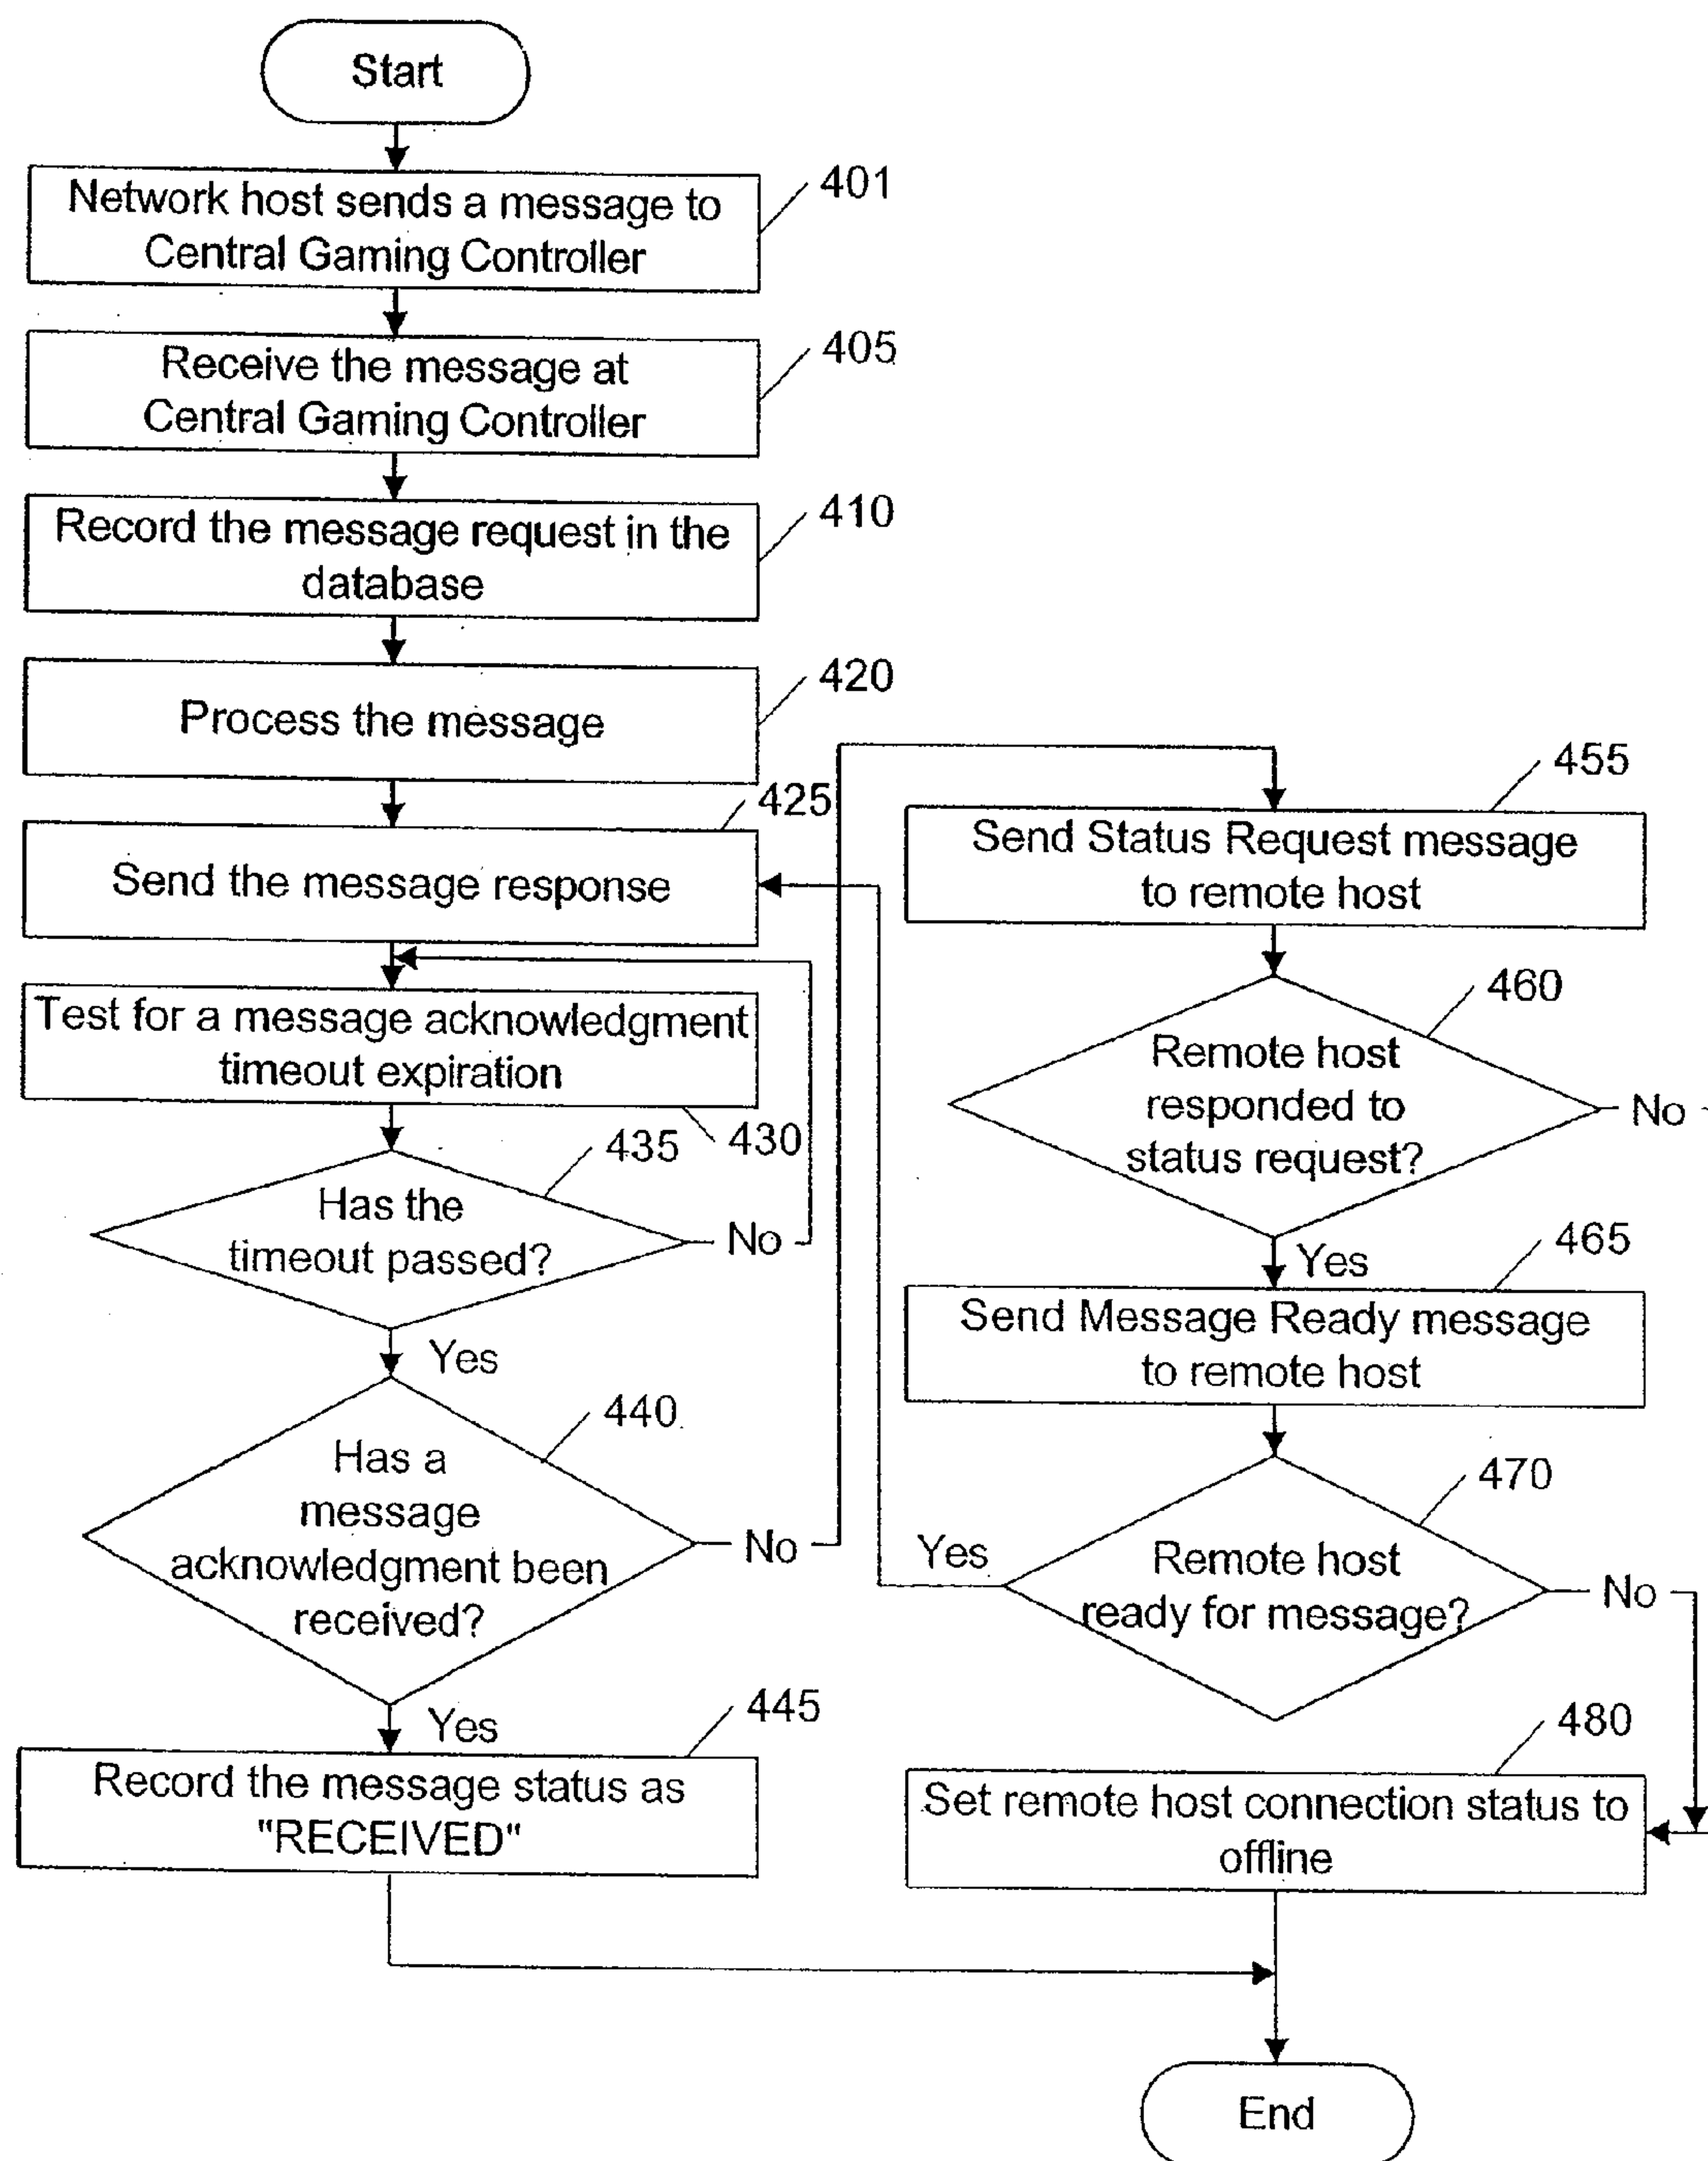 Start
Network host sends a message to
Central Gaming Controller
401
Receive the message at
Central Gaming Controller
405
Record the message request in the
database
410
Process the message
420
Send the message response
425
Test for a message acknowledgment
timeout expiration
430
Has the
timeout passed?
435
No
Yes
Has a
message
acknowledgment been
received?
440
No
Yes
Record the message status as
"RECEIVED"
445
Send Status Request message
to remote host
455
Remote host
responded to
status request?
460
No
Yes
Send Message Ready message
to remote host
465
Remote host
ready for message?
470
Yes
No
Set remote host connection status to
offline
480
End